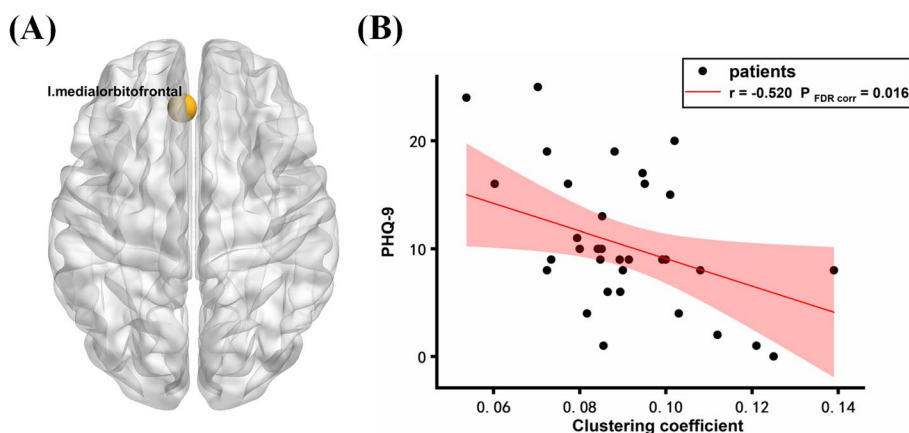 (A)
l.medialorbitofrontal
(B)
patients
r = -0.520 P FDR corr = 0.016
PHQ-9
20
10
0
0.06 0.08 0.10 0.12 0.14
Clustering coefficient